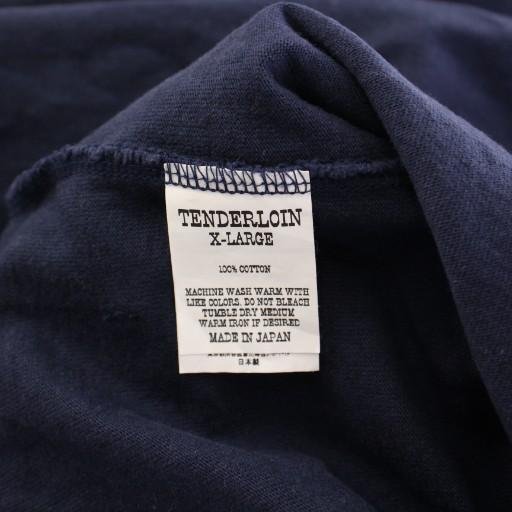 TENDERLOIN
X-LARGE
100% COTTON
MACHINE WASH WARM WITH
LIKE COLORS. DO NOT BLEACH
TUMBLE DRY MEDIUM
WARM IRON IF DESIRED
MADE IN JAPAN
日本製